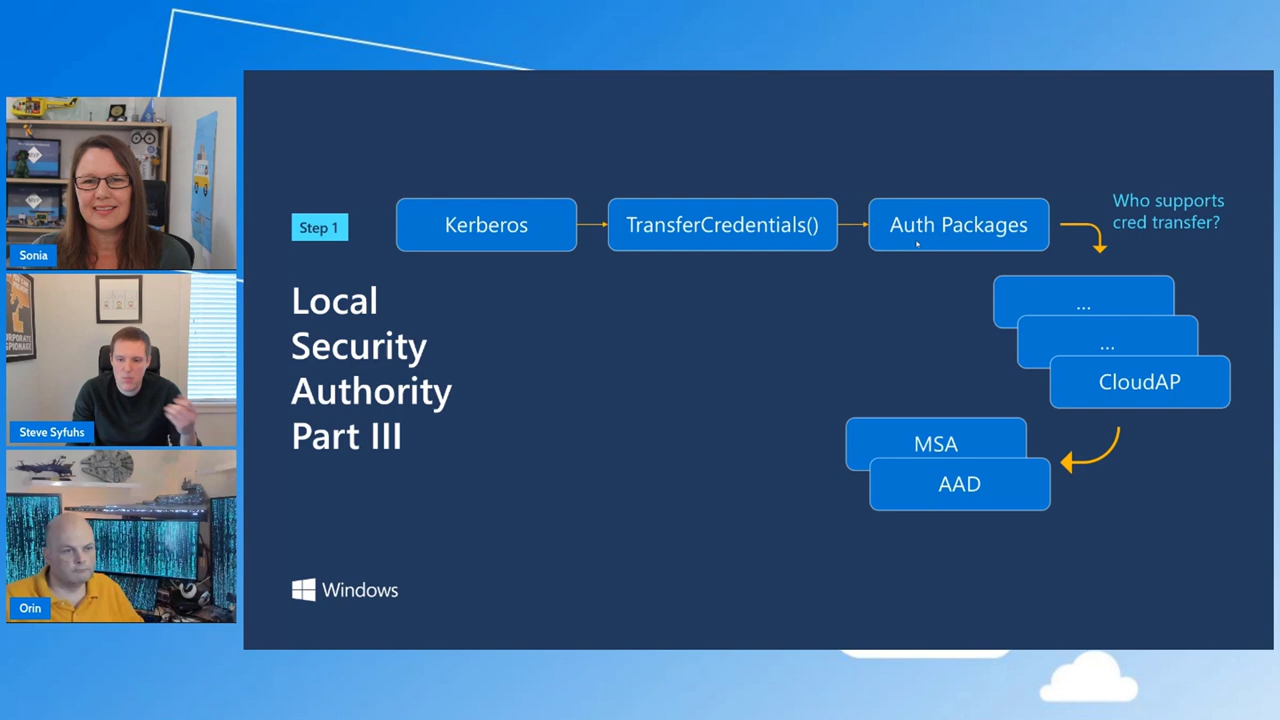 Sonia
Steve Syfuhs
Orin
Step 1
Kerberos
TransferCredentials()
Auth Packages
Who supports
cred transfer?
Local
Security
Authority
Part III
...
...
CloudAP
MSA
AAD
Windows